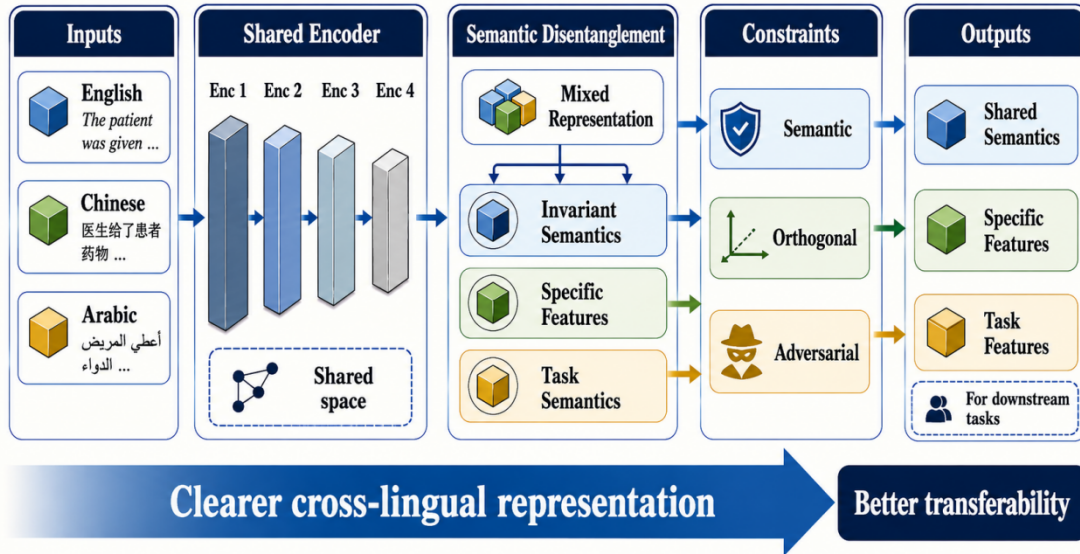 Inputs
English
The patient
was given ...
Chinese
医生给了患者
药物 ...
Arabic
أعطي المريض
الدواء ...
Shared Encoder
Enc 1 Enc 2 Enc 3 Enc 4
Shared
space
Semantic Disentanglement
Mixed
Representation
Invariant
Semantics
Specific
Features
Task
Semantics
Constraints
Semantic
Orthogonal
Adversarial
Outputs
Shared
Semantics
Specific
Features
Task
Features
For downstream
tasks
Clearer cross-lingual representation
Better transferability